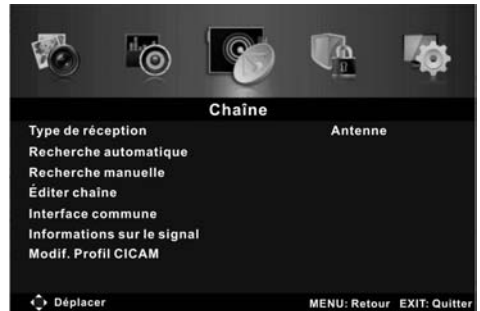 Chaîne
Type de réception Antenne
Recherche automatique
Recherche manuelle
Éditer chaîne
Interface commune
Informations sur le signal
Modif. Profil CICAM
Déplacer MENU: Retour EXIT: Quitter